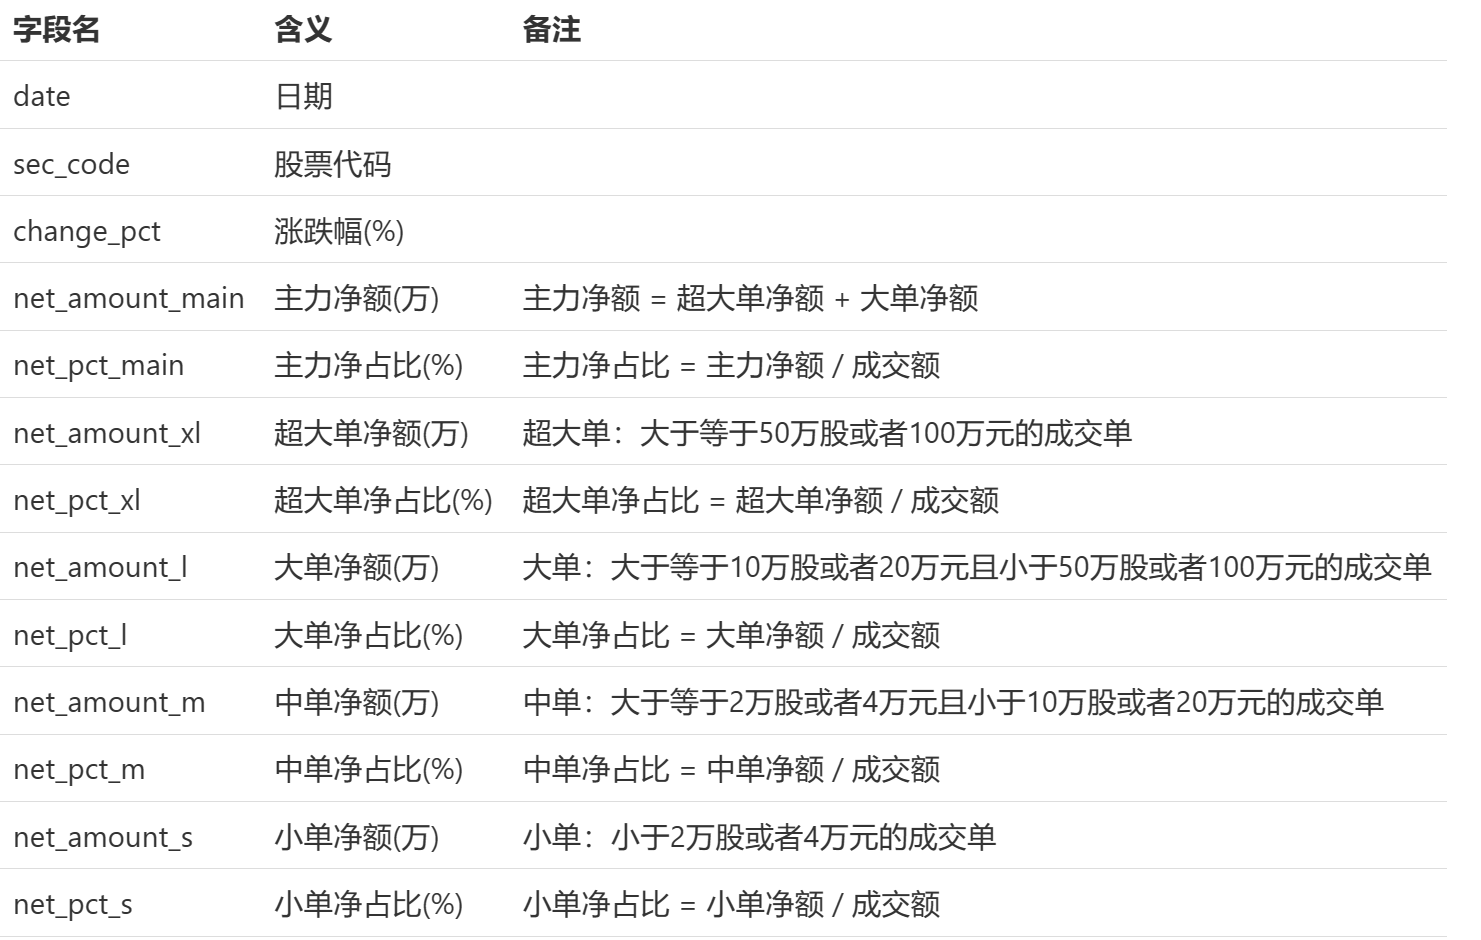 字段名 含义 备注
date 日期
sec_code 股票代码
change_pct 涨跌幅(%)
net_amount_main 主力净额(万) 主力净额 = 超大单净额 + 大单净额
net_pct_main 主力净占比(%) 主力净占比 = 主力净额 / 成交额
net_amount_xl 超大单净额(万) 超大单：大于等于50万股或者100万元的成交单
net_pct_xl 超大单净占比(%) 超大单净占比 = 超大单净额 / 成交额
net_amount_l 大单净额(万) 大单：大于等于10万股或者20万元且小于50万股或者100万元的成交单
net_pct_l 大单净占比(%) 大单净占比 = 大单净额 / 成交额
net_amount_m 中单净额(万) 中单：大于等于2万股或者4万元且小于10万股或者20万元的成交单
net_pct_m 中单净占比(%) 中单净占比 = 中单净额 / 成交额
net_amount_s 小单净额(万) 小单：小于2万股或者4万元的成交单
net_pct_s 小单净占比(%) 小单净占比 = 小单净额 / 成交额